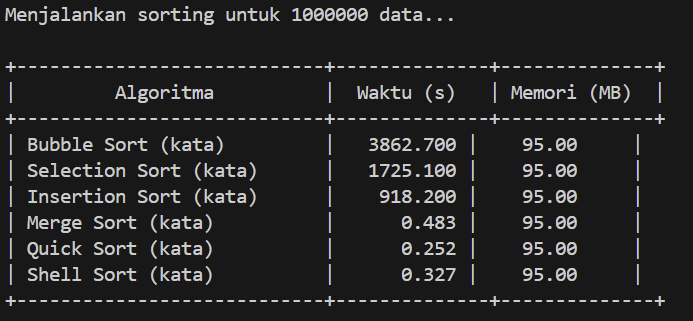 Menjalankan sorting untuk 1000000 data...
+---------------------------+-------------+-------------+
| Algoritma | Waktu (s) | Memori (MB) |
+---------------------------+-------------+-------------+
| Bubble Sort (kata) | 3862.700 | 95.00 |
| Selection Sort (kata) | 1725.100 | 95.00 |
| Insertion Sort (kata) | 918.200 | 95.00 |
| Merge Sort (kata) | 0.483 | 95.00 |
| Quick Sort (kata) | 0.252 | 95.00 |
| Shell Sort (kata) | 0.327 | 95.00 |
+---------------------------+-------------+-------------+